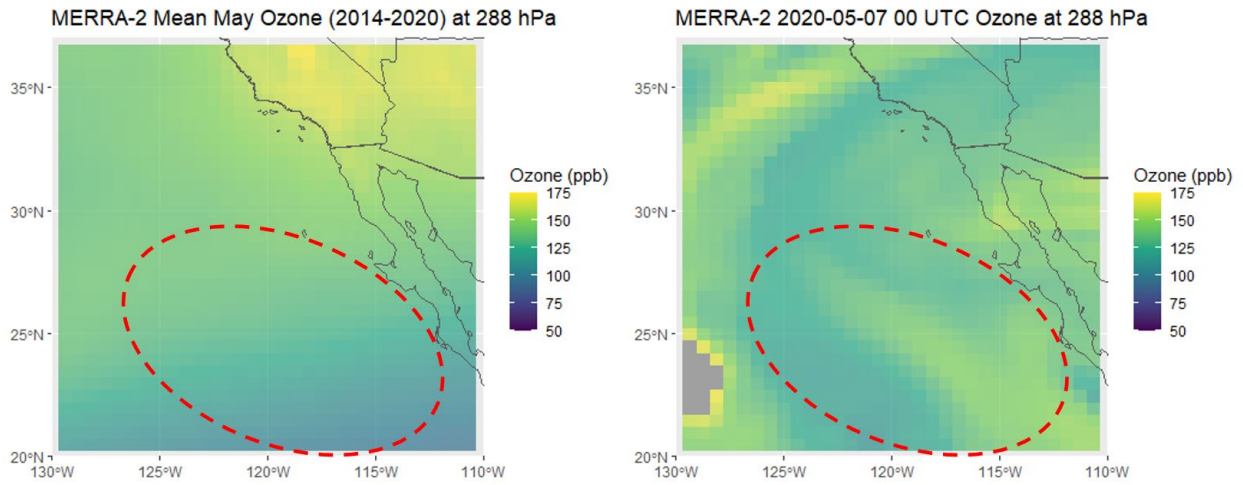 MERRA-2 Mean May Ozone (2014-2020) at 288 hPa
35°N
30°N
25°N
20°N
130°W
125°W
120°W
115°W
110°W
Ozone (ppb)
175
150
125
100
75
50
MERRA-2 2020-05-07 00 UTC Ozone at 288 hPa
35°N
30°N
25°N
20°N
130°W
125°W
120°W
115°W
110°W
Ozone (ppb)
175
150
125
100
75
50